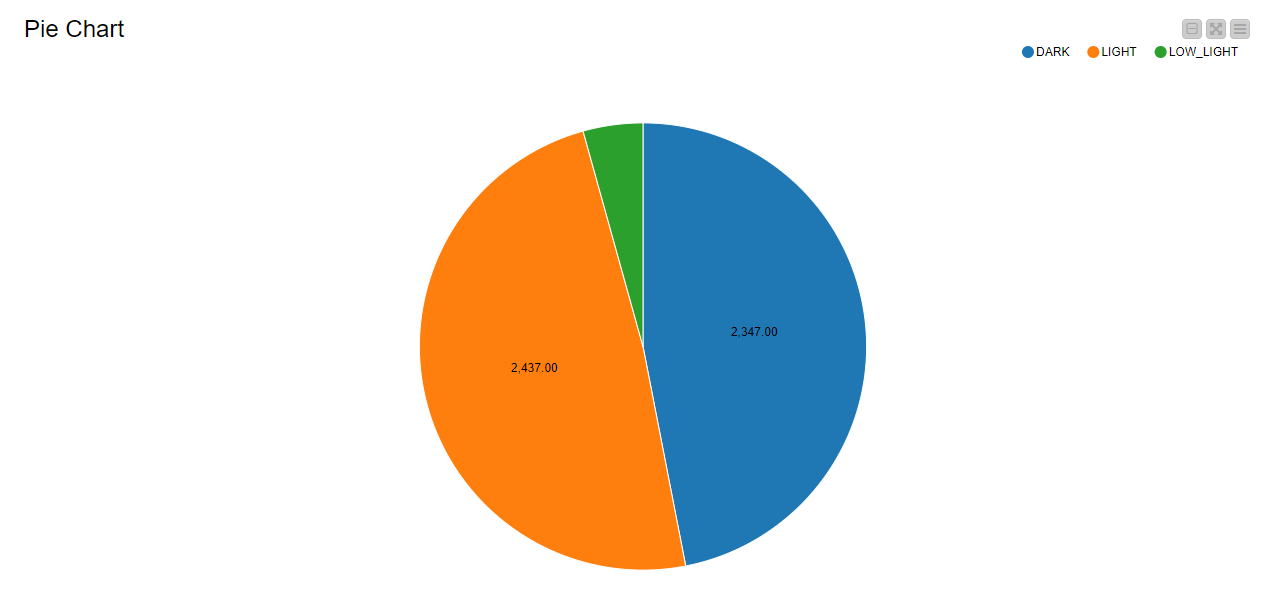 Pie Chart
DARK LIGHT LOW_LIGHT
2,347.00
2,437.00